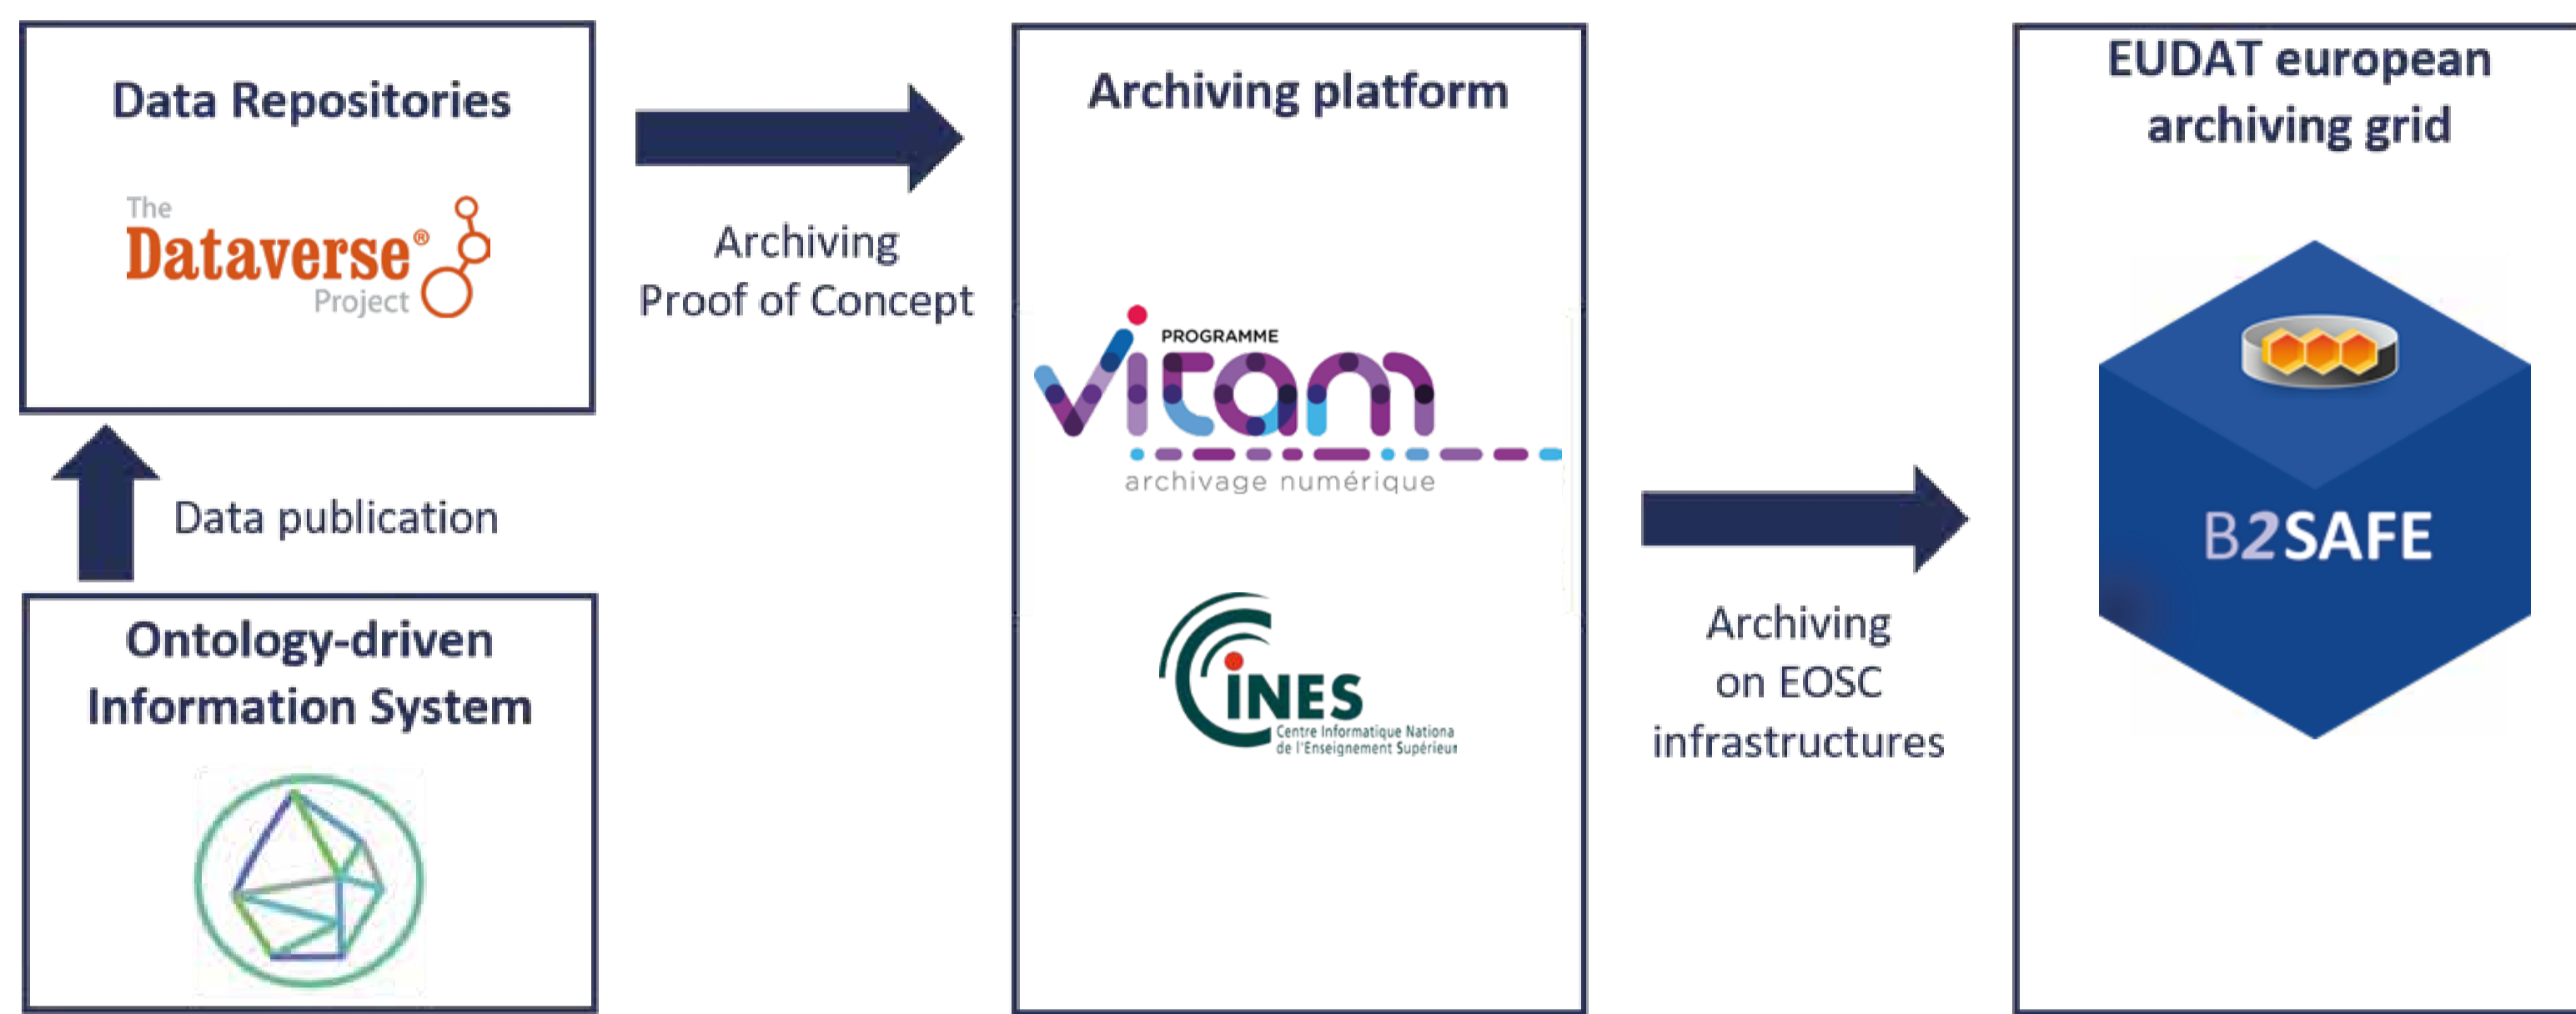 Data Repositories
The
Dataverse®
Project
Data publication
Ontology-driven
Information System
Archiving
Proof of Concept
Archiving platform
PROGRAMME
vitam
archivage numérique
CINES
Centre Informatique Nationa
de l'Enseignement Supérieur
Archiving
on EOSC
infrastructures
EUDAT european
archiving grid
B2SAFE